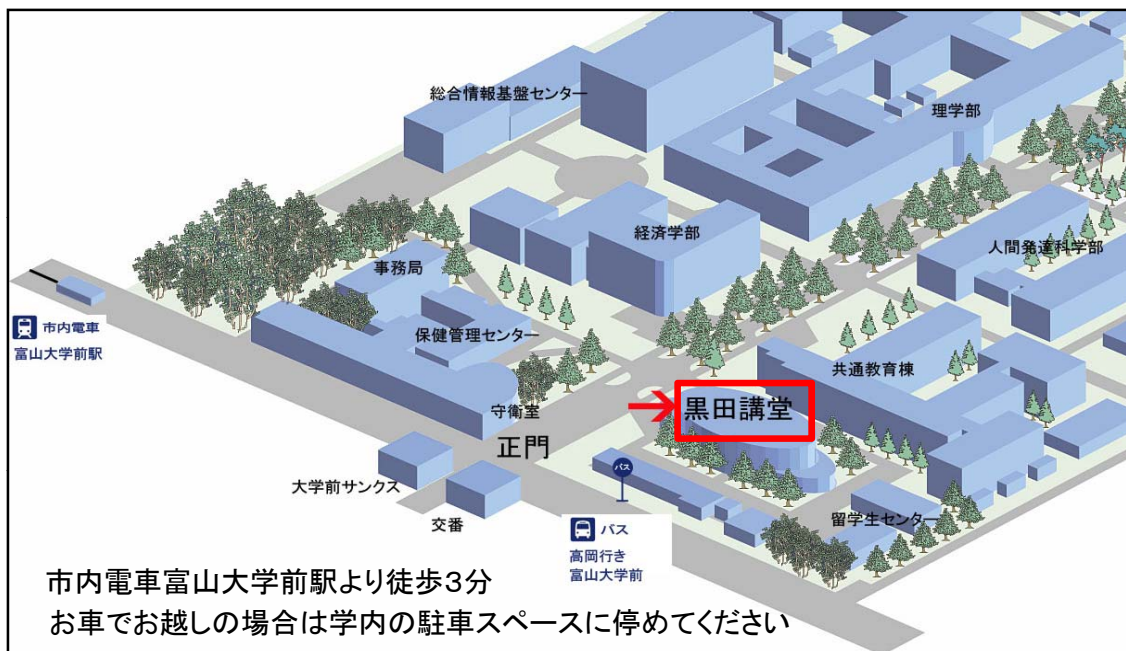 総合情報基盤センター
理学部
経済学部
人間発達科学部
事務局
市内電車
富山大学前駅
保健管理センター
共通教育棟
黒田講堂
守衛室
正門
大学前サンクス
交番
バス
バス
高岡行き
富山大学前
留学生センター
市内電車富山大学前駅より徒歩3分
お車でお越しの場合は学内の駐車スペースに停めてください